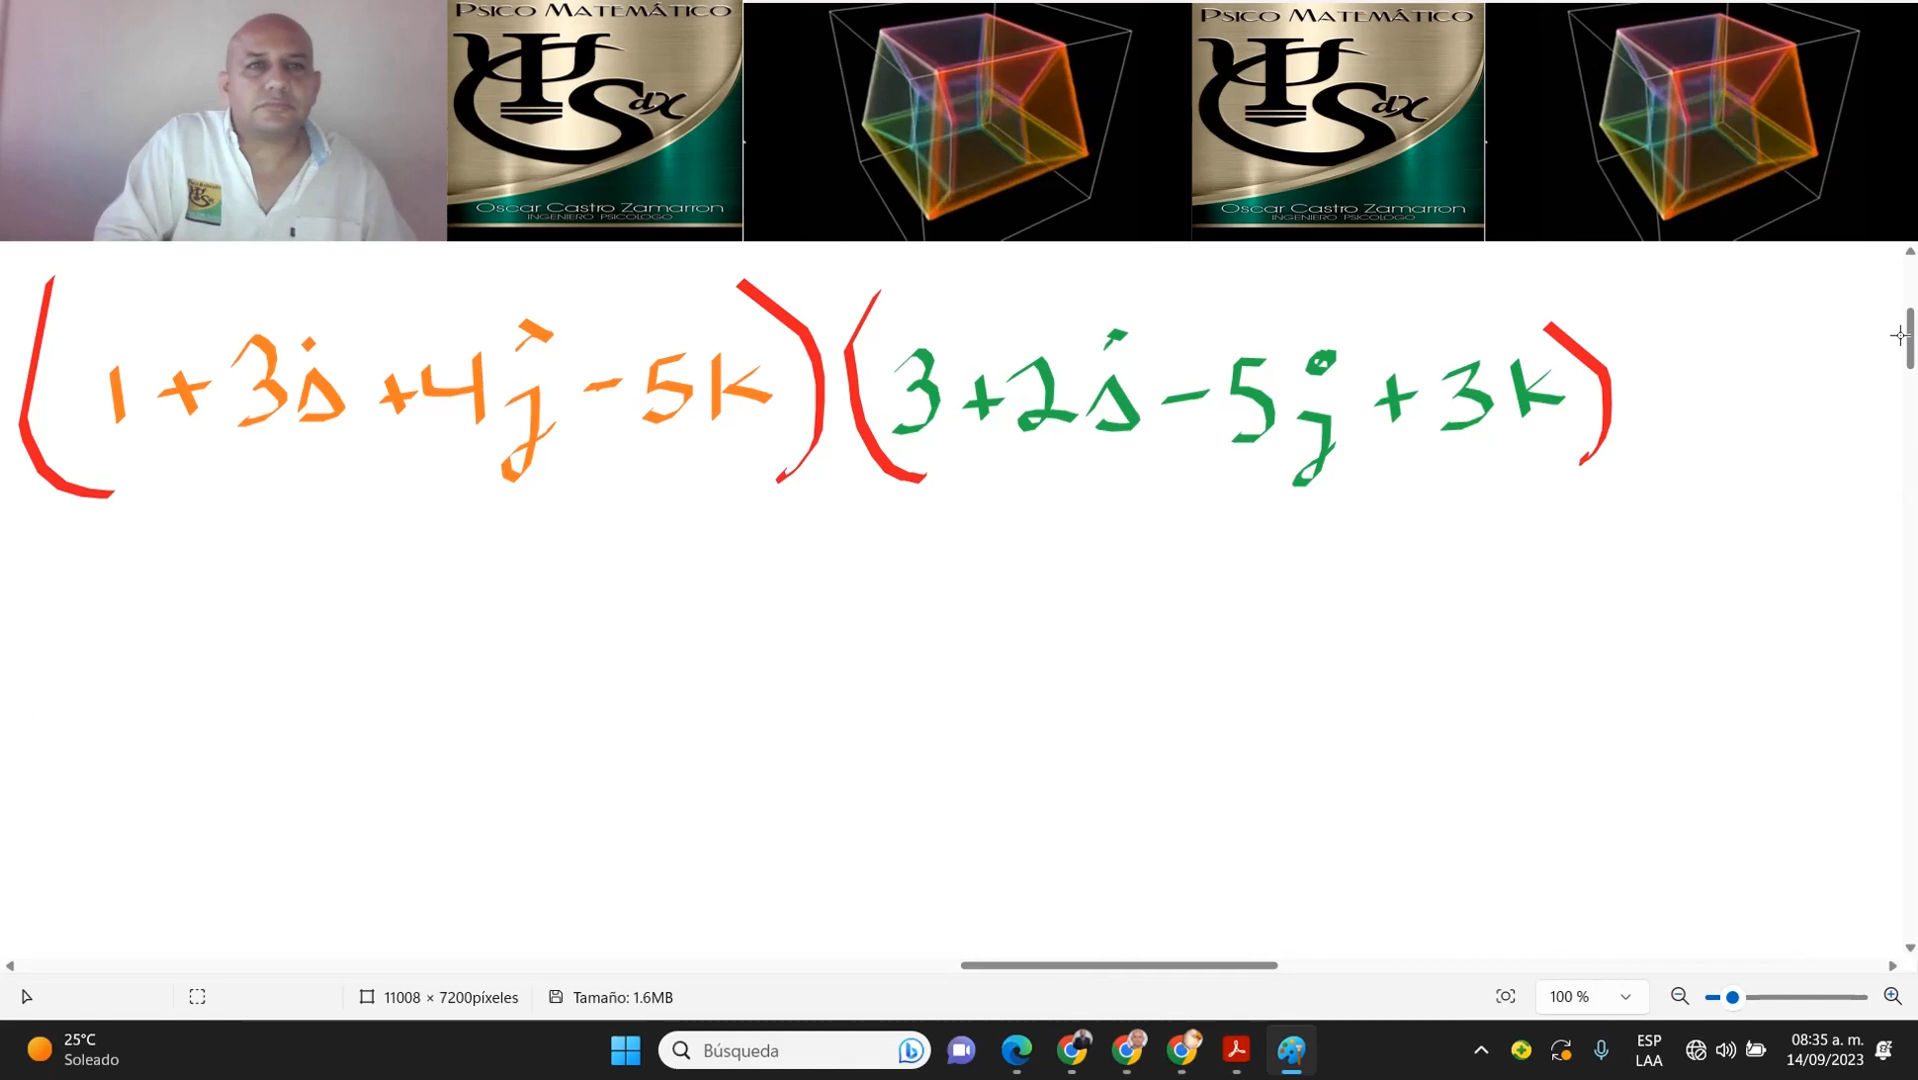 PSICO MATEMÁTICO
dx
Oscar Castro Zamarron
INGENIERO PSICOLOGO
PSICO MATEMÁTICO
dx
Oscar Castro Zamarron
INGENIERO PSICOLOGO
(1+3i+4j-5k)(3+2i-5j+3k)
11008 × 7200píxeles
Tamaño: 1.6MB
100 %
25°C
Soleado
Búsqueda
ESP
LAA
08:35 a. m.
14/09/2023